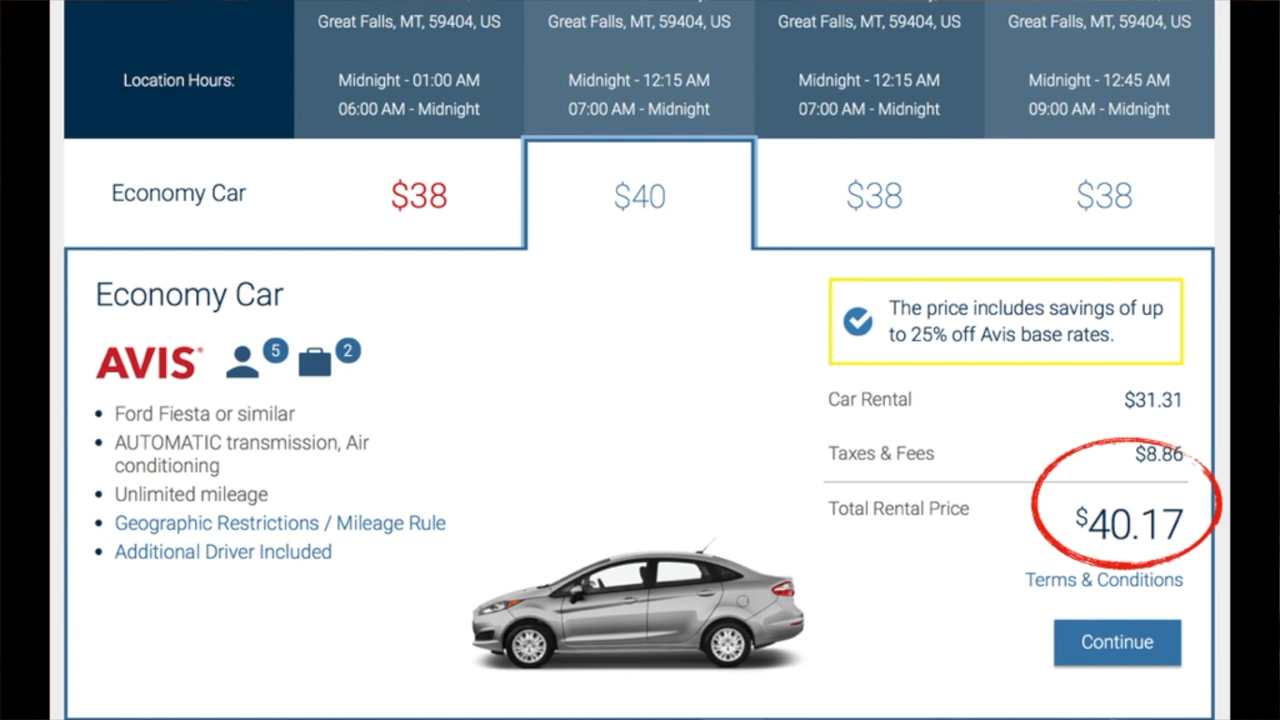 Great Falls, MT, 59404, US
Great Falls, MT, 59404, US
Great Falls, MT, 59404, US
Great Falls, MT, 59404, US
Location Hours:
Midnight - 01:00 AM
06:00 AM - Midnight
Midnight - 12:15 AM
07:00 AM - Midnight
Midnight - 12:15 AM
07:00 AM - Midnight
Midnight - 12:45 AM
09:00 AM - Midnight
Economy Car
$38
$40
$38
$38
Economy Car
AVIS®
5
2
Ford Fiesta or similar
AUTOMATIC transmission, Air
conditioning
Unlimited mileage
Geographic Restrictions / Mileage Rule
Additional Driver Included
The price includes savings of up
to 25% off Avis base rates.
Car Rental $31.31
Taxes & Fees $8.86
Total Rental Price $40.17
Terms & Conditions
Continue